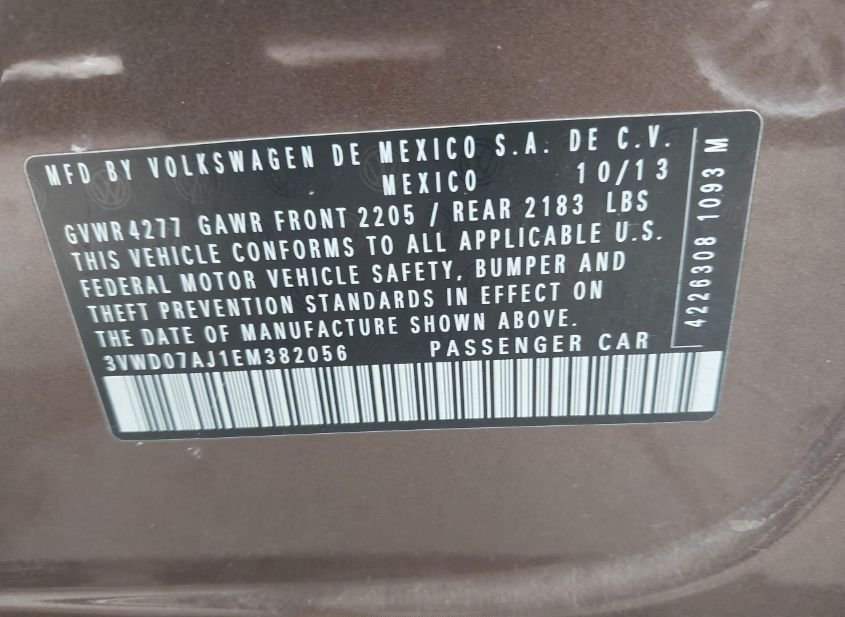 MFD BY VOLKSWAGEN DE MEXICO S.A. DE C.V.
MEXICO 10/13
GVWR 4277 GAWR FRONT 2205 / REAR 2183 LBS
THIS VEHICLE CONFORMS TO ALL APPLICABLE U.S.
FEDERAL MOTOR VEHICLE SAFETY, BUMPER AND
THEFT PREVENTION STANDARDS IN EFFECT ON
THE DATE OF MANUFACTURE SHOWN ABOVE.
3VWD07AJ1EM382056 PASSENGER CAR
4226308 1093 M